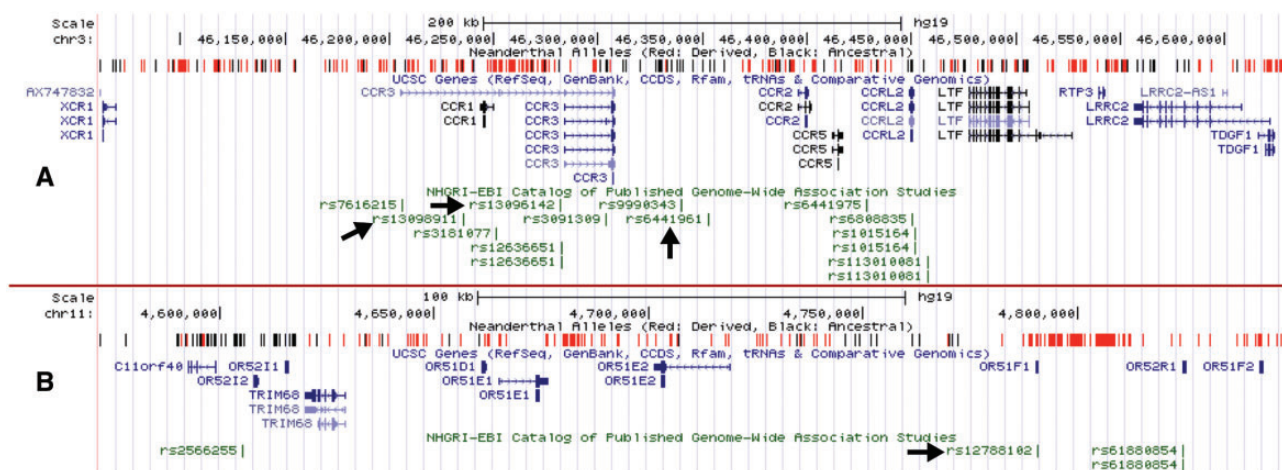 Scale 200 kb hg19
chr3: 46,150,000 46,200,000 46,250,000 46,300,000 46,350,000 46,400,000 46,450,000 46,500,000 46,550,000 46,600,000
Neanderthal Alleles (Red: Derived, Black: Ancestral)
UCSC Genes (RefSeq, GenBank, CCDS, Rfam, tRNAs & Comparative Genomics)
AX747832 CCR3 CCR2 CCRL2 LTF RTP3 LRRC2-AS1
XCR1 CCR1 CCR3 CCR2 CCRL2 LTF LRRC2
XCR1 CCR1 CCR3 CCR2 CCRL2 LTF LRRC2
XCR1 CCR3 CCR5 CCRL2 LTF TDGF1
CCR3 CCR5 TDGF1
CCR3 CCR5
CCR3
A
NHGRI-EBI Catalog of Published Genome-Wide Association Studies
rs7616215 rs13096142 rs9990343 rs6441975
rs13098911 rs3091309 rs6441961 rs6808835
rs3181077 rs1015164
rs12636651 rs1015164
rs12636651 rs113010081
rs113010081
Scale 100 kb hg19
chr11: 4,600,000 4,650,000 4,700,000 4,750,000 4,800,000
Neanderthal Alleles (Red: Derived, Black: Ancestral)
UCSC Genes (RefSeq, GenBank, CCDS, Rfam, tRNAs & Comparative Genomics)
C11orf40 OR52I1 OR51D1 OR51E2 OR51F1 OR52R1 OR51F2
OR52I2 OR51E1 OR51E2
TRIM68 OR51E1
TRIM68
TRIM68
B
NHGRI-EBI Catalog of Published Genome-Wide Association Studies
rs2566255 rs12788102 rs61880854
rs61880854